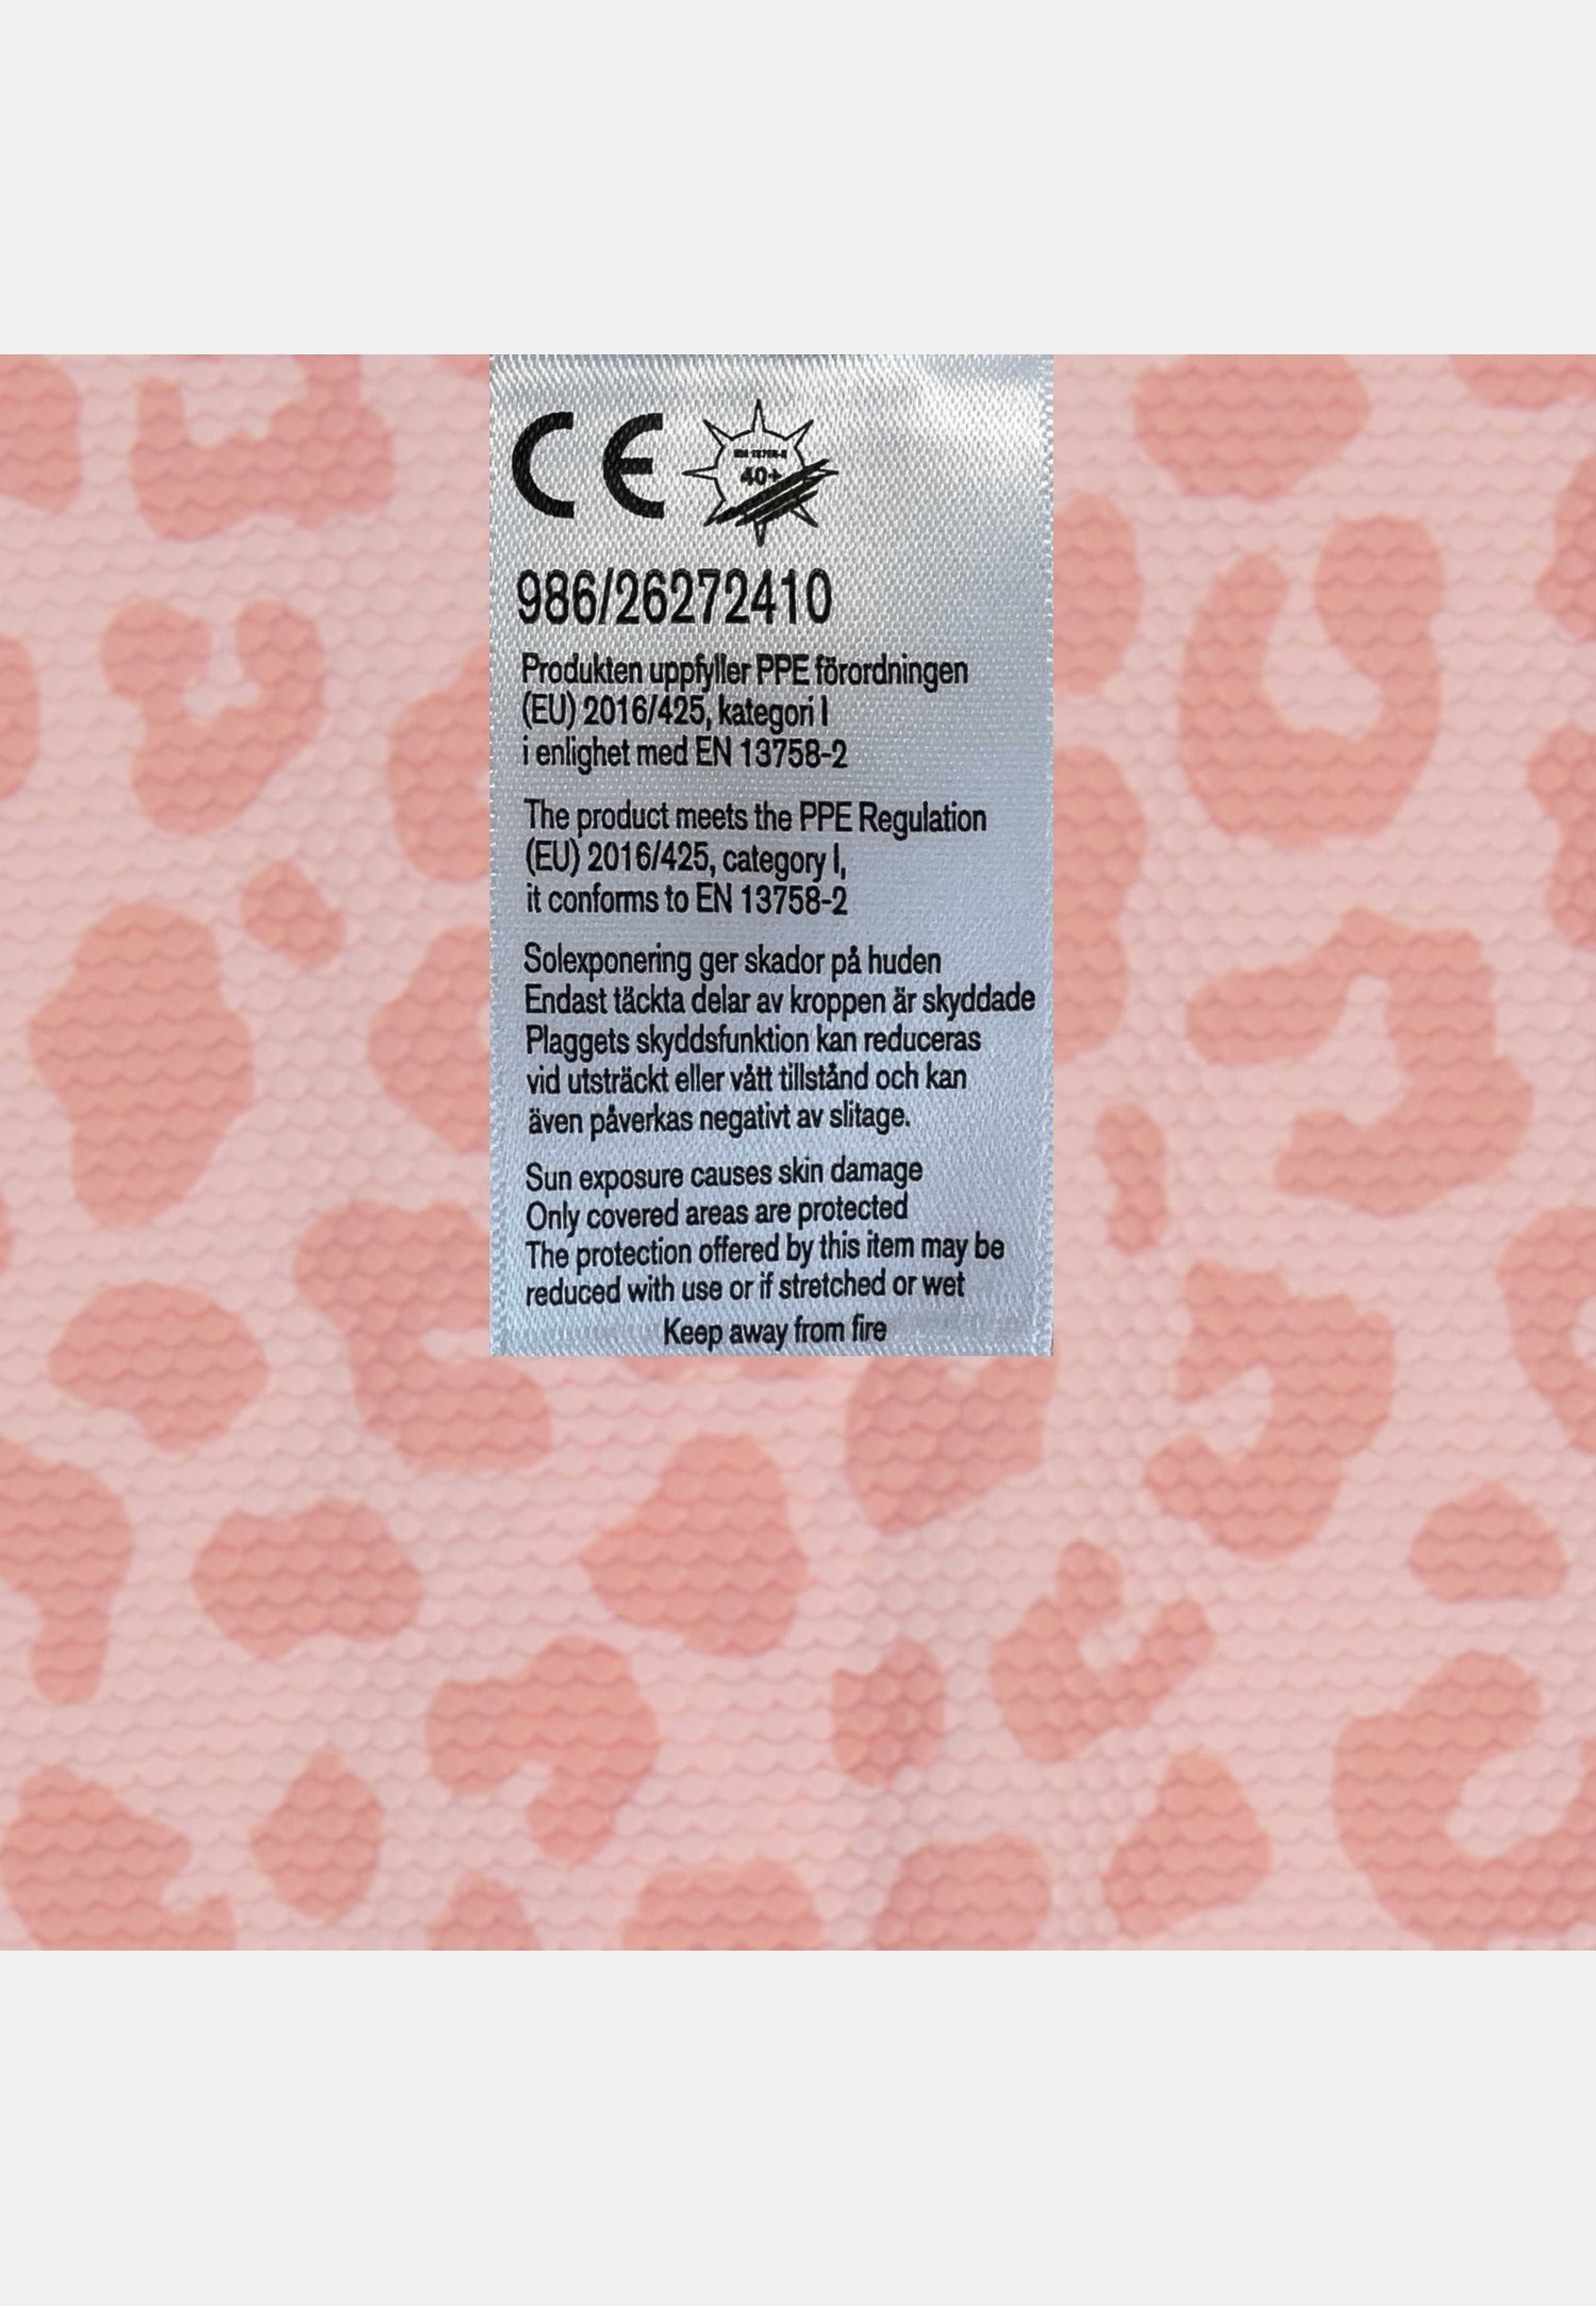 CE
40+
986/26272410
Produkten uppfyller PPE förordningen
(EU) 2016/425, kategori I
i enlighet med EN 13758-2
The product meets the PPE Regulation
(EU) 2016/425, category I,
it conforms to EN 13758-2
Solexponering ger skador på huden
Endast täckta delar av kroppen är skyddade
Plaggets skyddsfunktion kan reduceras
vid utsträckt eller vått tillstånd och kan
även påverkas negativt av slitage.
Sun exposure causes skin damage
Only covered areas are protected
The protection offered by this item may be
reduced with use or if stretched or wet
Keep away from fire